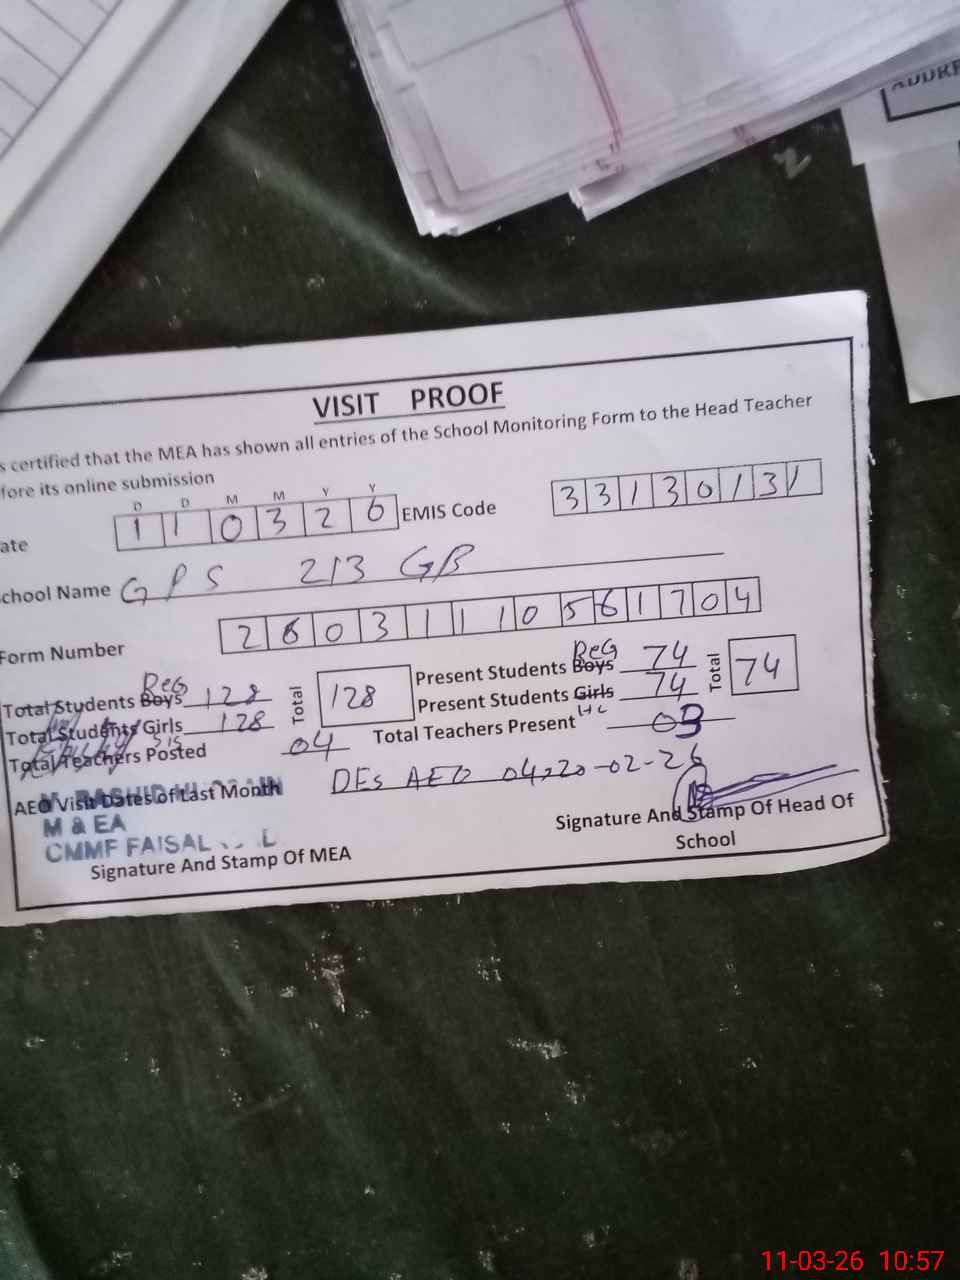 ADDRE
VISIT PROOF
s certified that the MEA has shown all entries of the School Monitoring Form to the Head Teacher
fore its online submission
D D M M Y Y
ate 1 1 0 3 2 6 EMIS Code 3 3 1 3 0 1 3 1
chool Name GPS 213 GB
Form Number 2 6 0 3 1 1 1 0 5 6 1 7 0 4
Total Students Boys Reg 128 Total 128 Present Students Boys Reg 74 Total 74
Total Students Girls 128 Present Students Girls H.C 74
Total Teachers Posted SIS 04 Total Teachers Present 03
AEO Visit Dates of Last Month DEs AEO 04,20-02-26
M & EA
CMMF FAISAL
Signature And Stamp Of MEA
Signature And Stamp Of Head Of
School
11-03-26 10:57